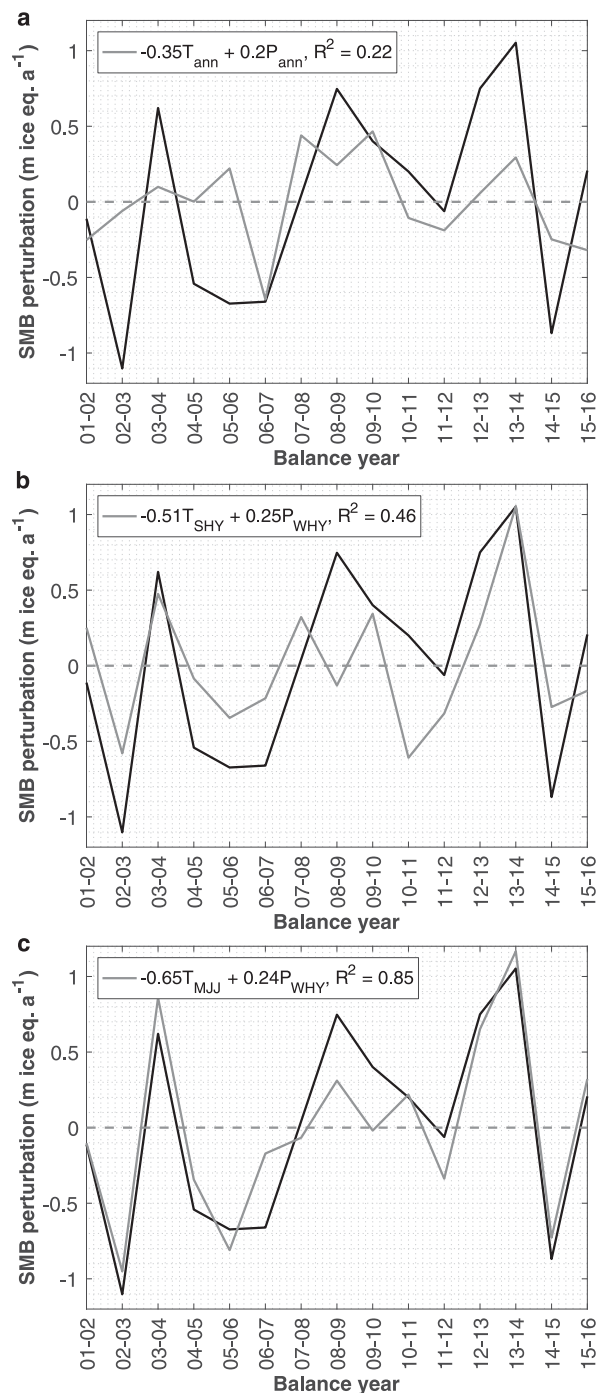 a
-0.35T_ann + 0.2P_ann, R² = 0.22
SMB perturbation (m ice eq. a⁻¹)
1
0.5
0
-0.5
-1
01-02 02-03 03-04 04-05 05-06 06-07 07-08 08-09 09-10 10-11 11-12 12-13 13-14 14-15 15-16
Balance year
b
-0.51T_SHY + 0.25P_WHY, R² = 0.46
SMB perturbation (m ice eq. a⁻¹)
1
0.5
0
-0.5
-1
01-02 02-03 03-04 04-05 05-06 06-07 07-08 08-09 09-10 10-11 11-12 12-13 13-14 14-15 15-16
Balance year
c
-0.65T_MJJ + 0.24P_WHY, R² = 0.85
SMB perturbation (m ice eq. a⁻¹)
1
0.5
0
-0.5
-1
01-02 02-03 03-04 04-05 05-06 06-07 07-08 08-09 09-10 10-11 11-12 12-13 13-14 14-15 15-16
Balance year